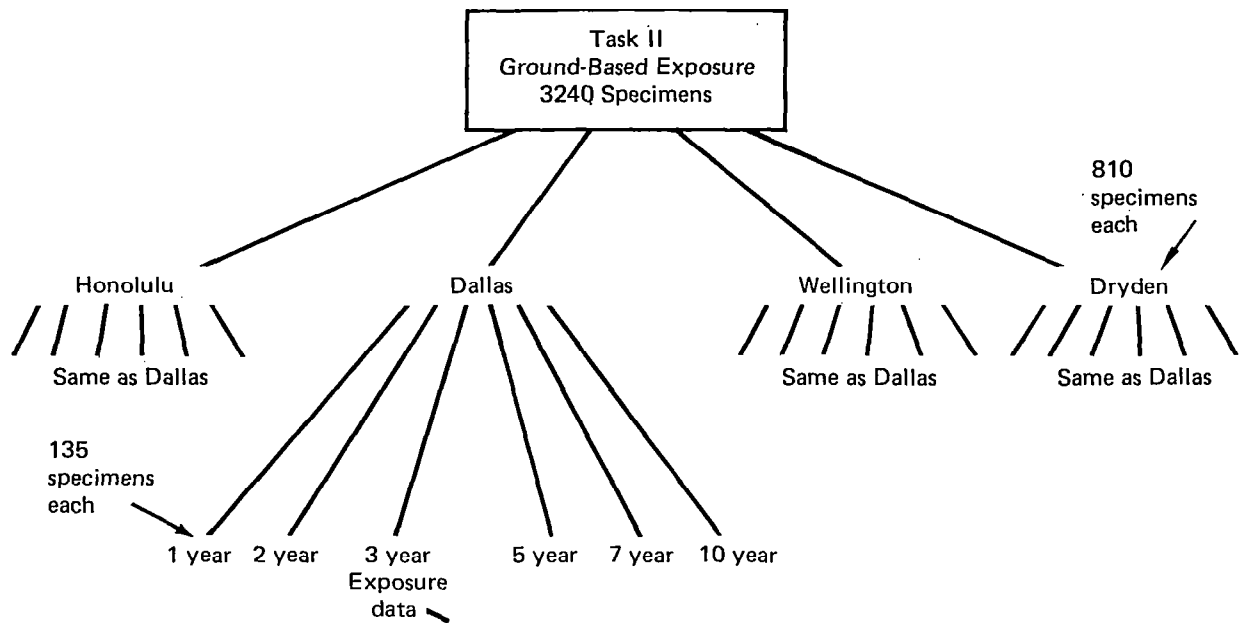 Task II
Ground-Based Exposure
3240 Specimens
810
specimens
each
Honolulu
Dallas
Wellington
Dryden
Same as Dallas
Same as Dallas
Same as Dallas
135
specimens
each
1 year
2 year
3 year
5 year
7 year
10 year
Exposure
data